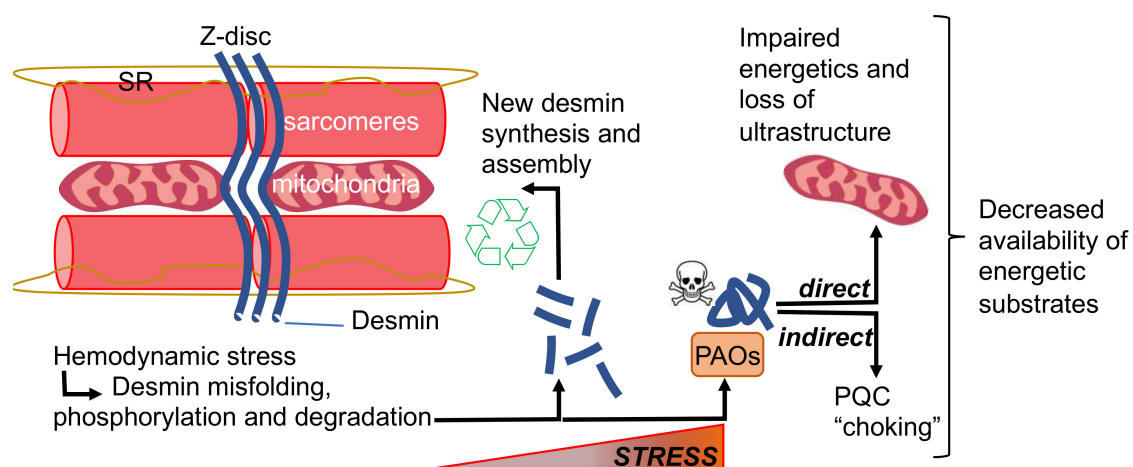 Z-disc
SR
sarcomeres
mitochondria
Desmin
Hemodynamic stress
Desmin misfolding,
phosphorylation and degradation
New desmin
synthesis and
assembly
STRESS
PAOs
direct
indirect
Impaired
energetics and
loss of
ultrastructure
PQC
“choking”
Decreased
availability of
energetic
substrates